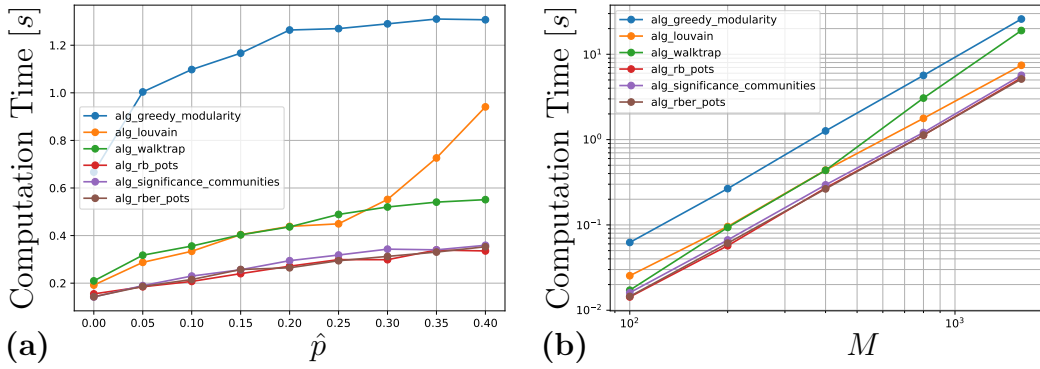 Computation Time [s]
1.2
1.0
0.8
0.6
0.4
0.2
alg_greedy_modularity
alg_louvain
alg_walktrap
alg_rb_pots
alg_significance_communities
alg_rber_pots
0.00 0.05 0.10 0.15 0.20 0.25 0.30 0.35 0.40
(a)
p̂
Computation Time [s]
10¹
10⁰
10⁻¹
10⁻²
alg_greedy_modularity
alg_louvain
alg_walktrap
alg_rb_pots
alg_significance_communities
alg_rber_pots
10² 10³
(b)
M